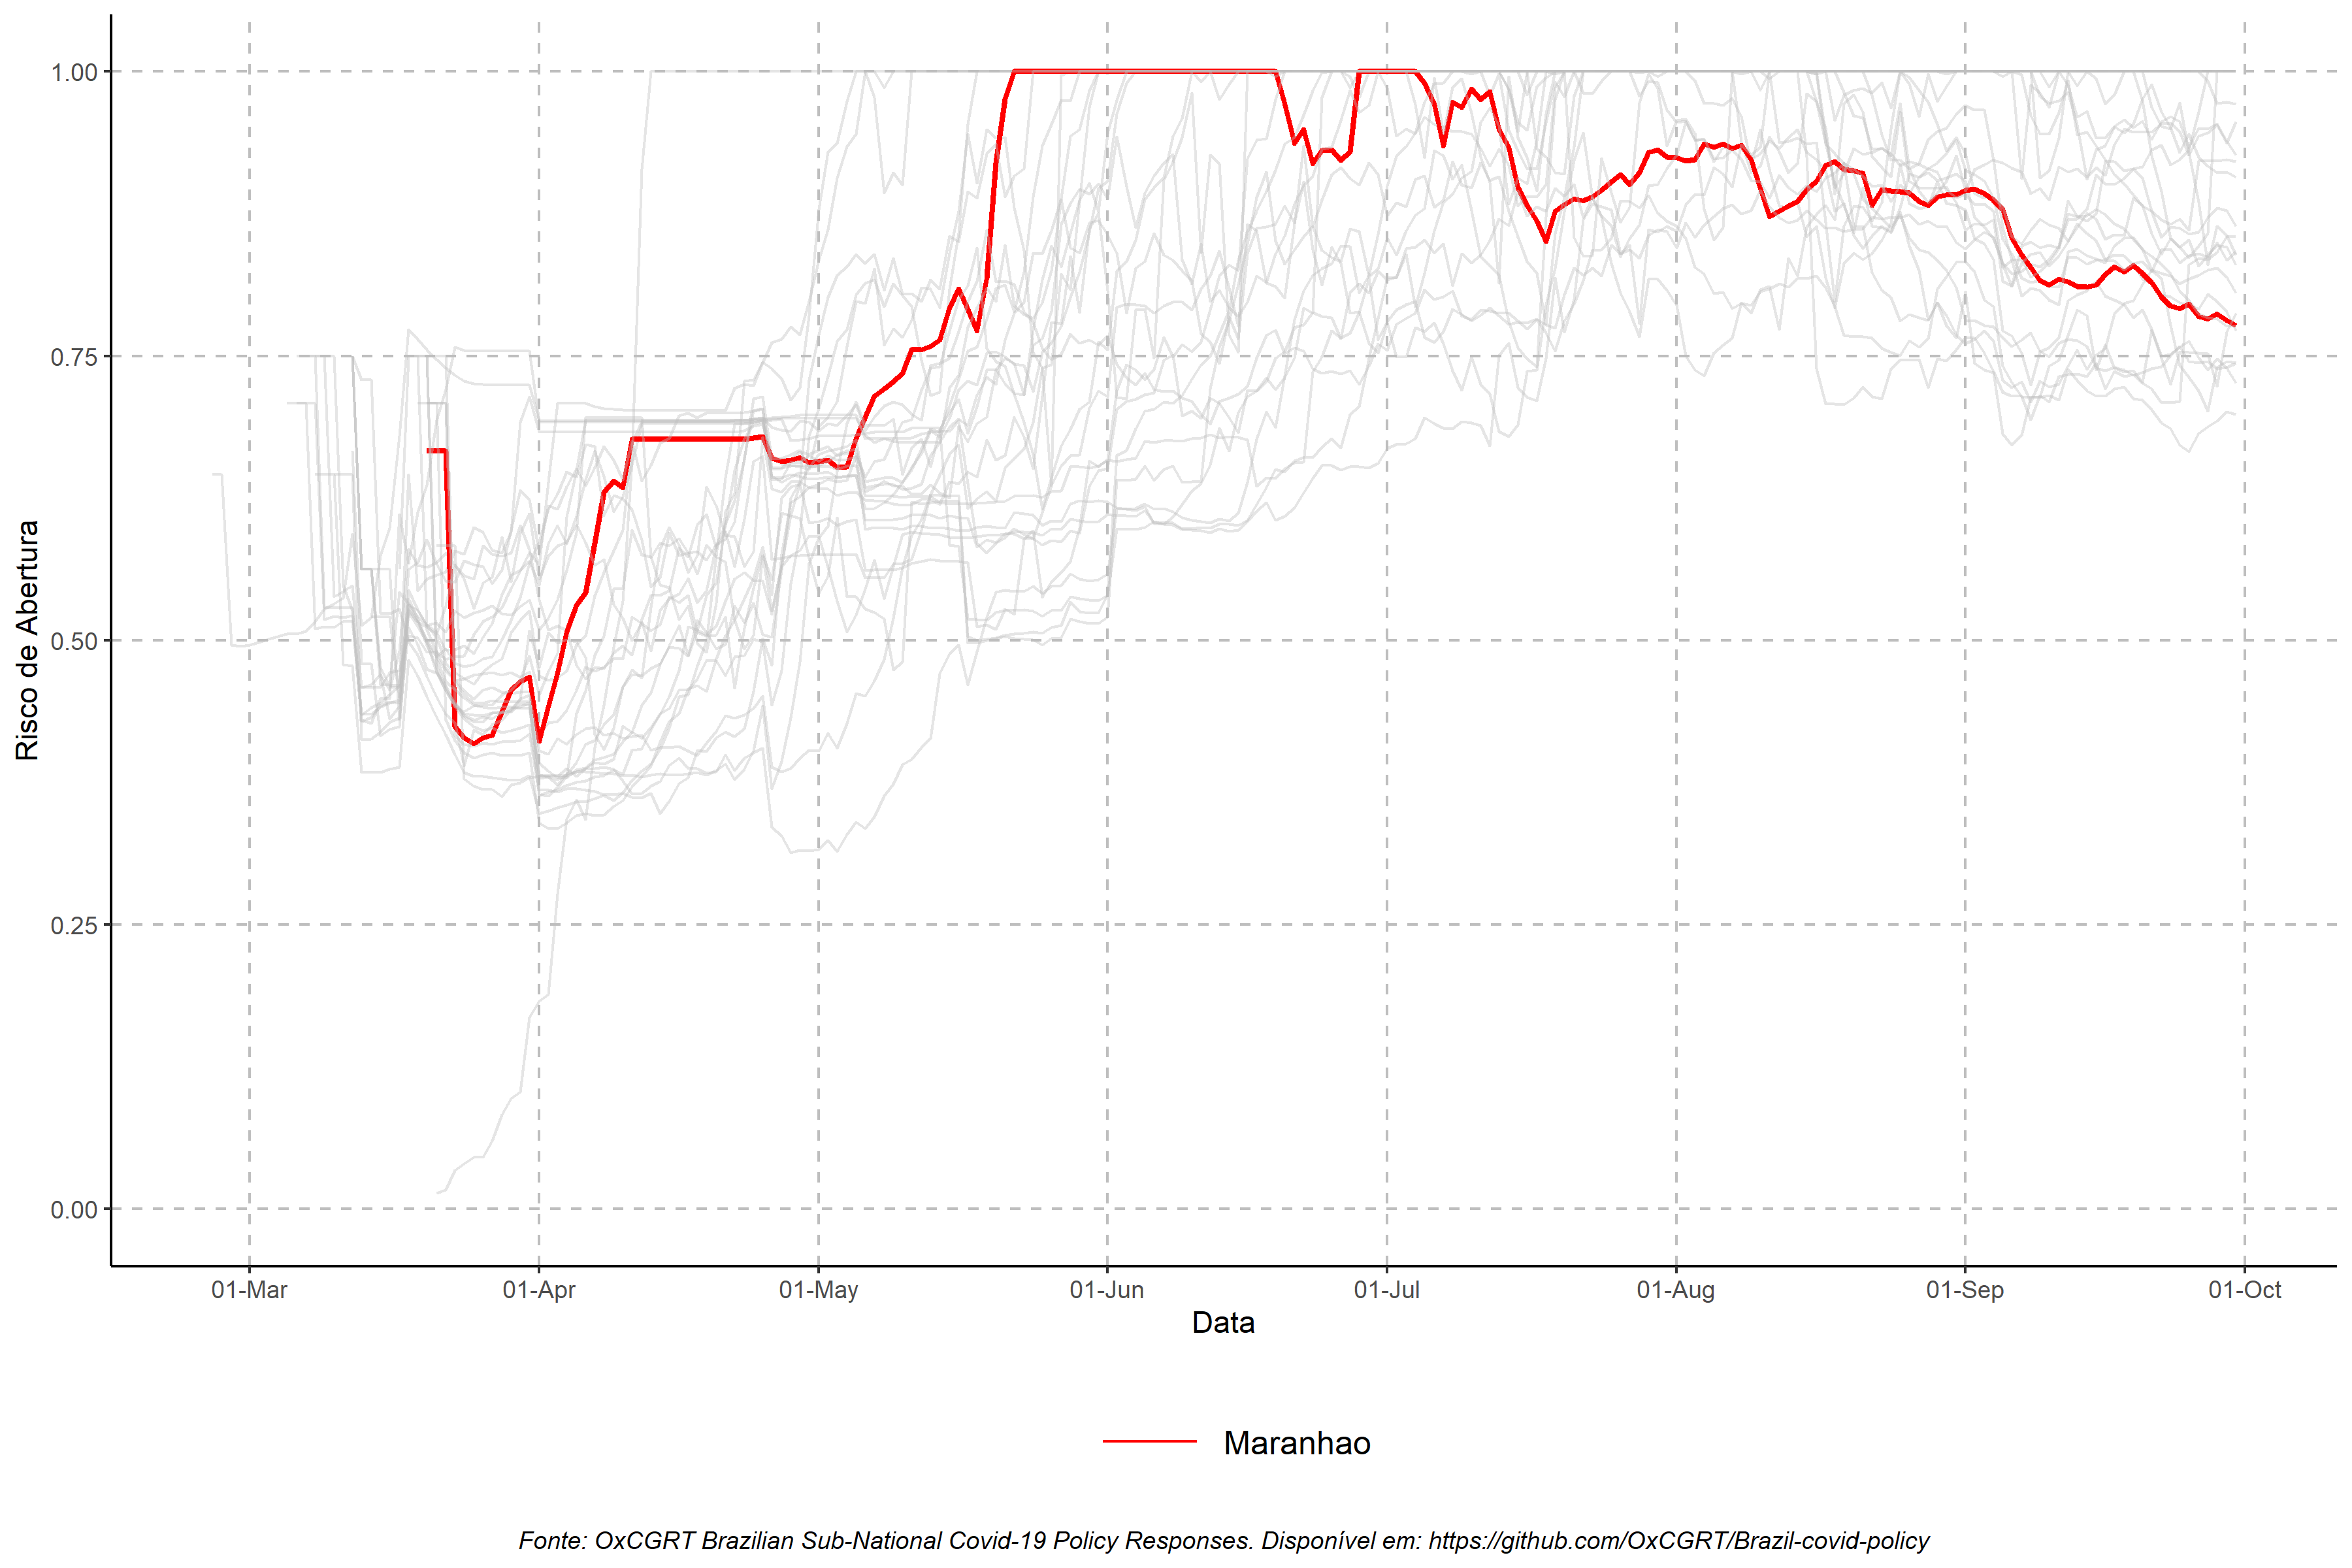 1.00
0.75
0.50
0.25
0.00
Risco de Abertura
01-Mar 01-Apr 01-May 01-Jun 01-Jul 01-Aug 01-Sep 01-Oct
Data
Maranhao
Fonte: OxCGRT Brazilian Sub-National Covid-19 Policy Responses. Disponível em: https://github.com/OxCGRT/Brazil-covid-policy